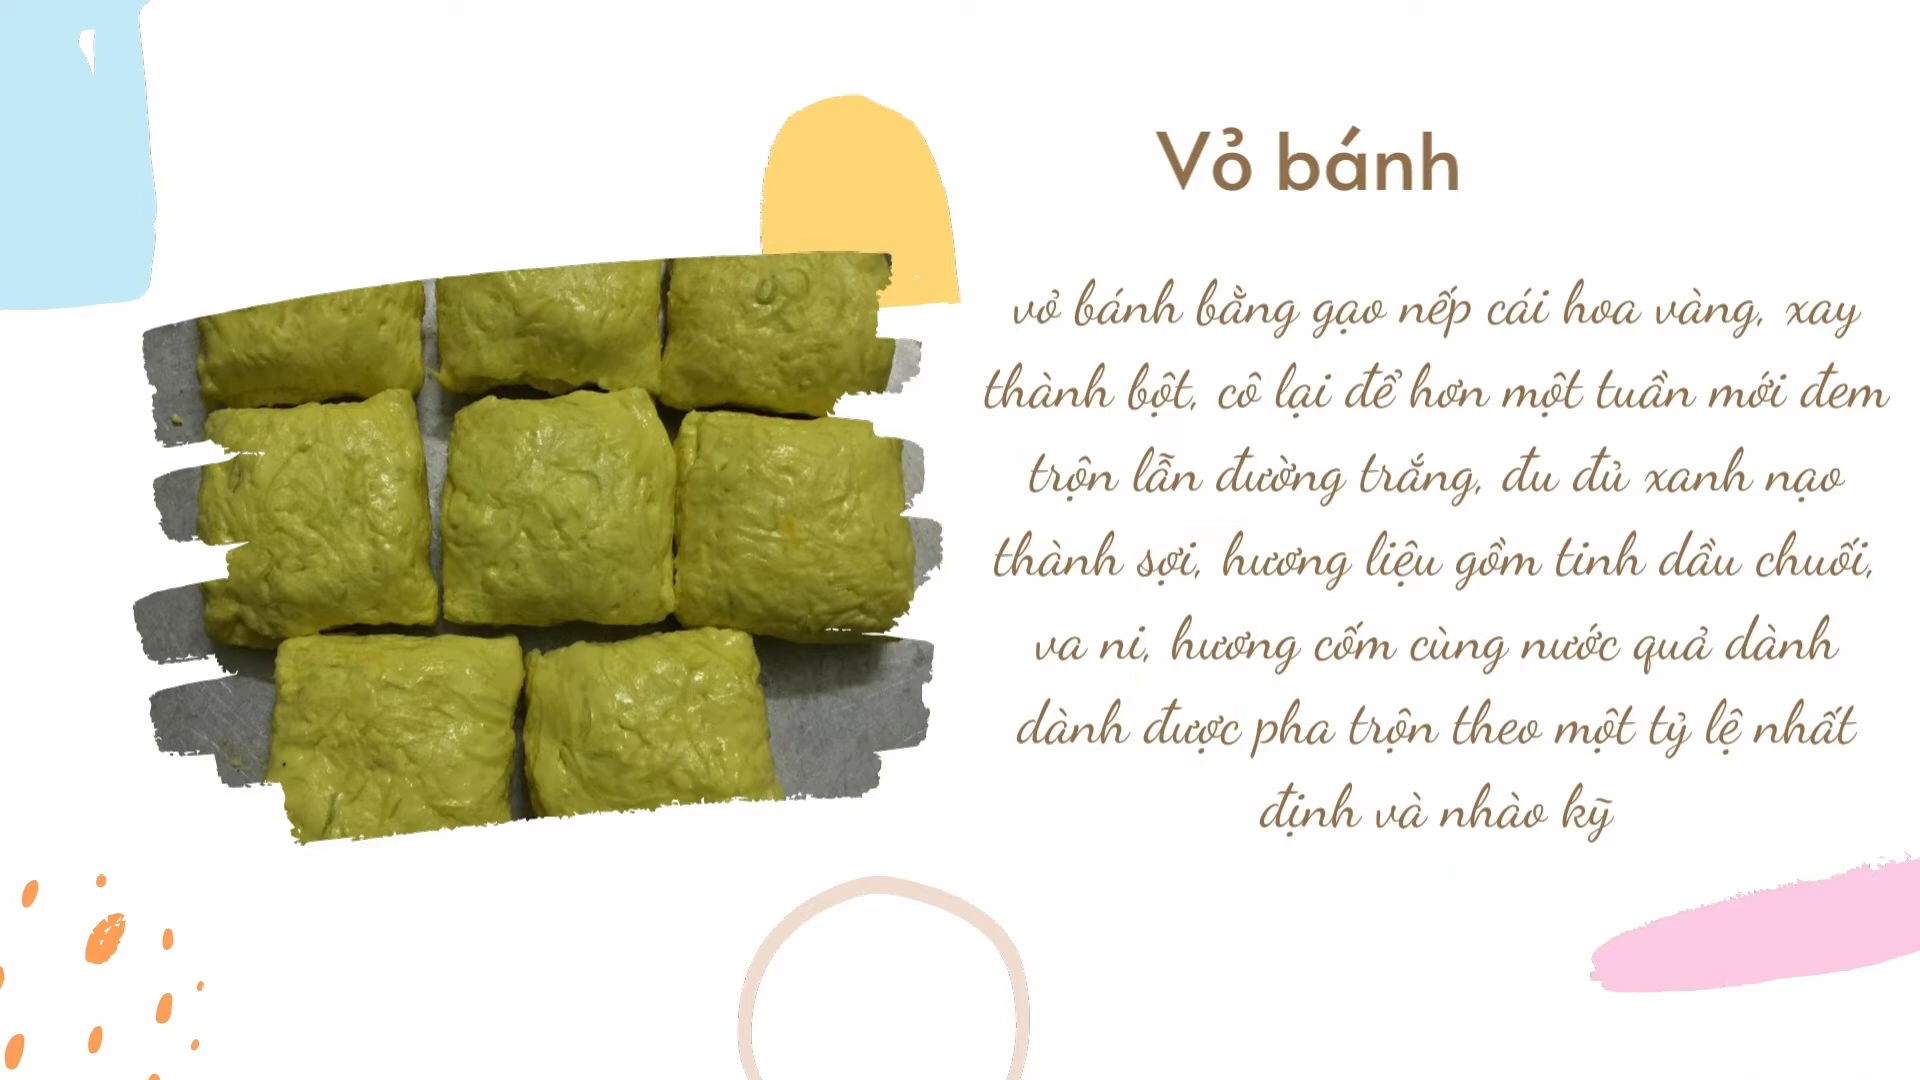 Vỏ bánh
vỏ bánh bằng gạo nếp cái hoa vàng, xay
thành bột, cô lại để hơn một tuần mới đem
trộn lẫn đường trắng, đu đủ xanh nạo
thành sợi, hương liệu gồm tinh dầu chuối,
va ni, hương cốm cùng nước quả dành
dành được pha trộn theo một tỷ lệ nhất
định và nhào kỹ